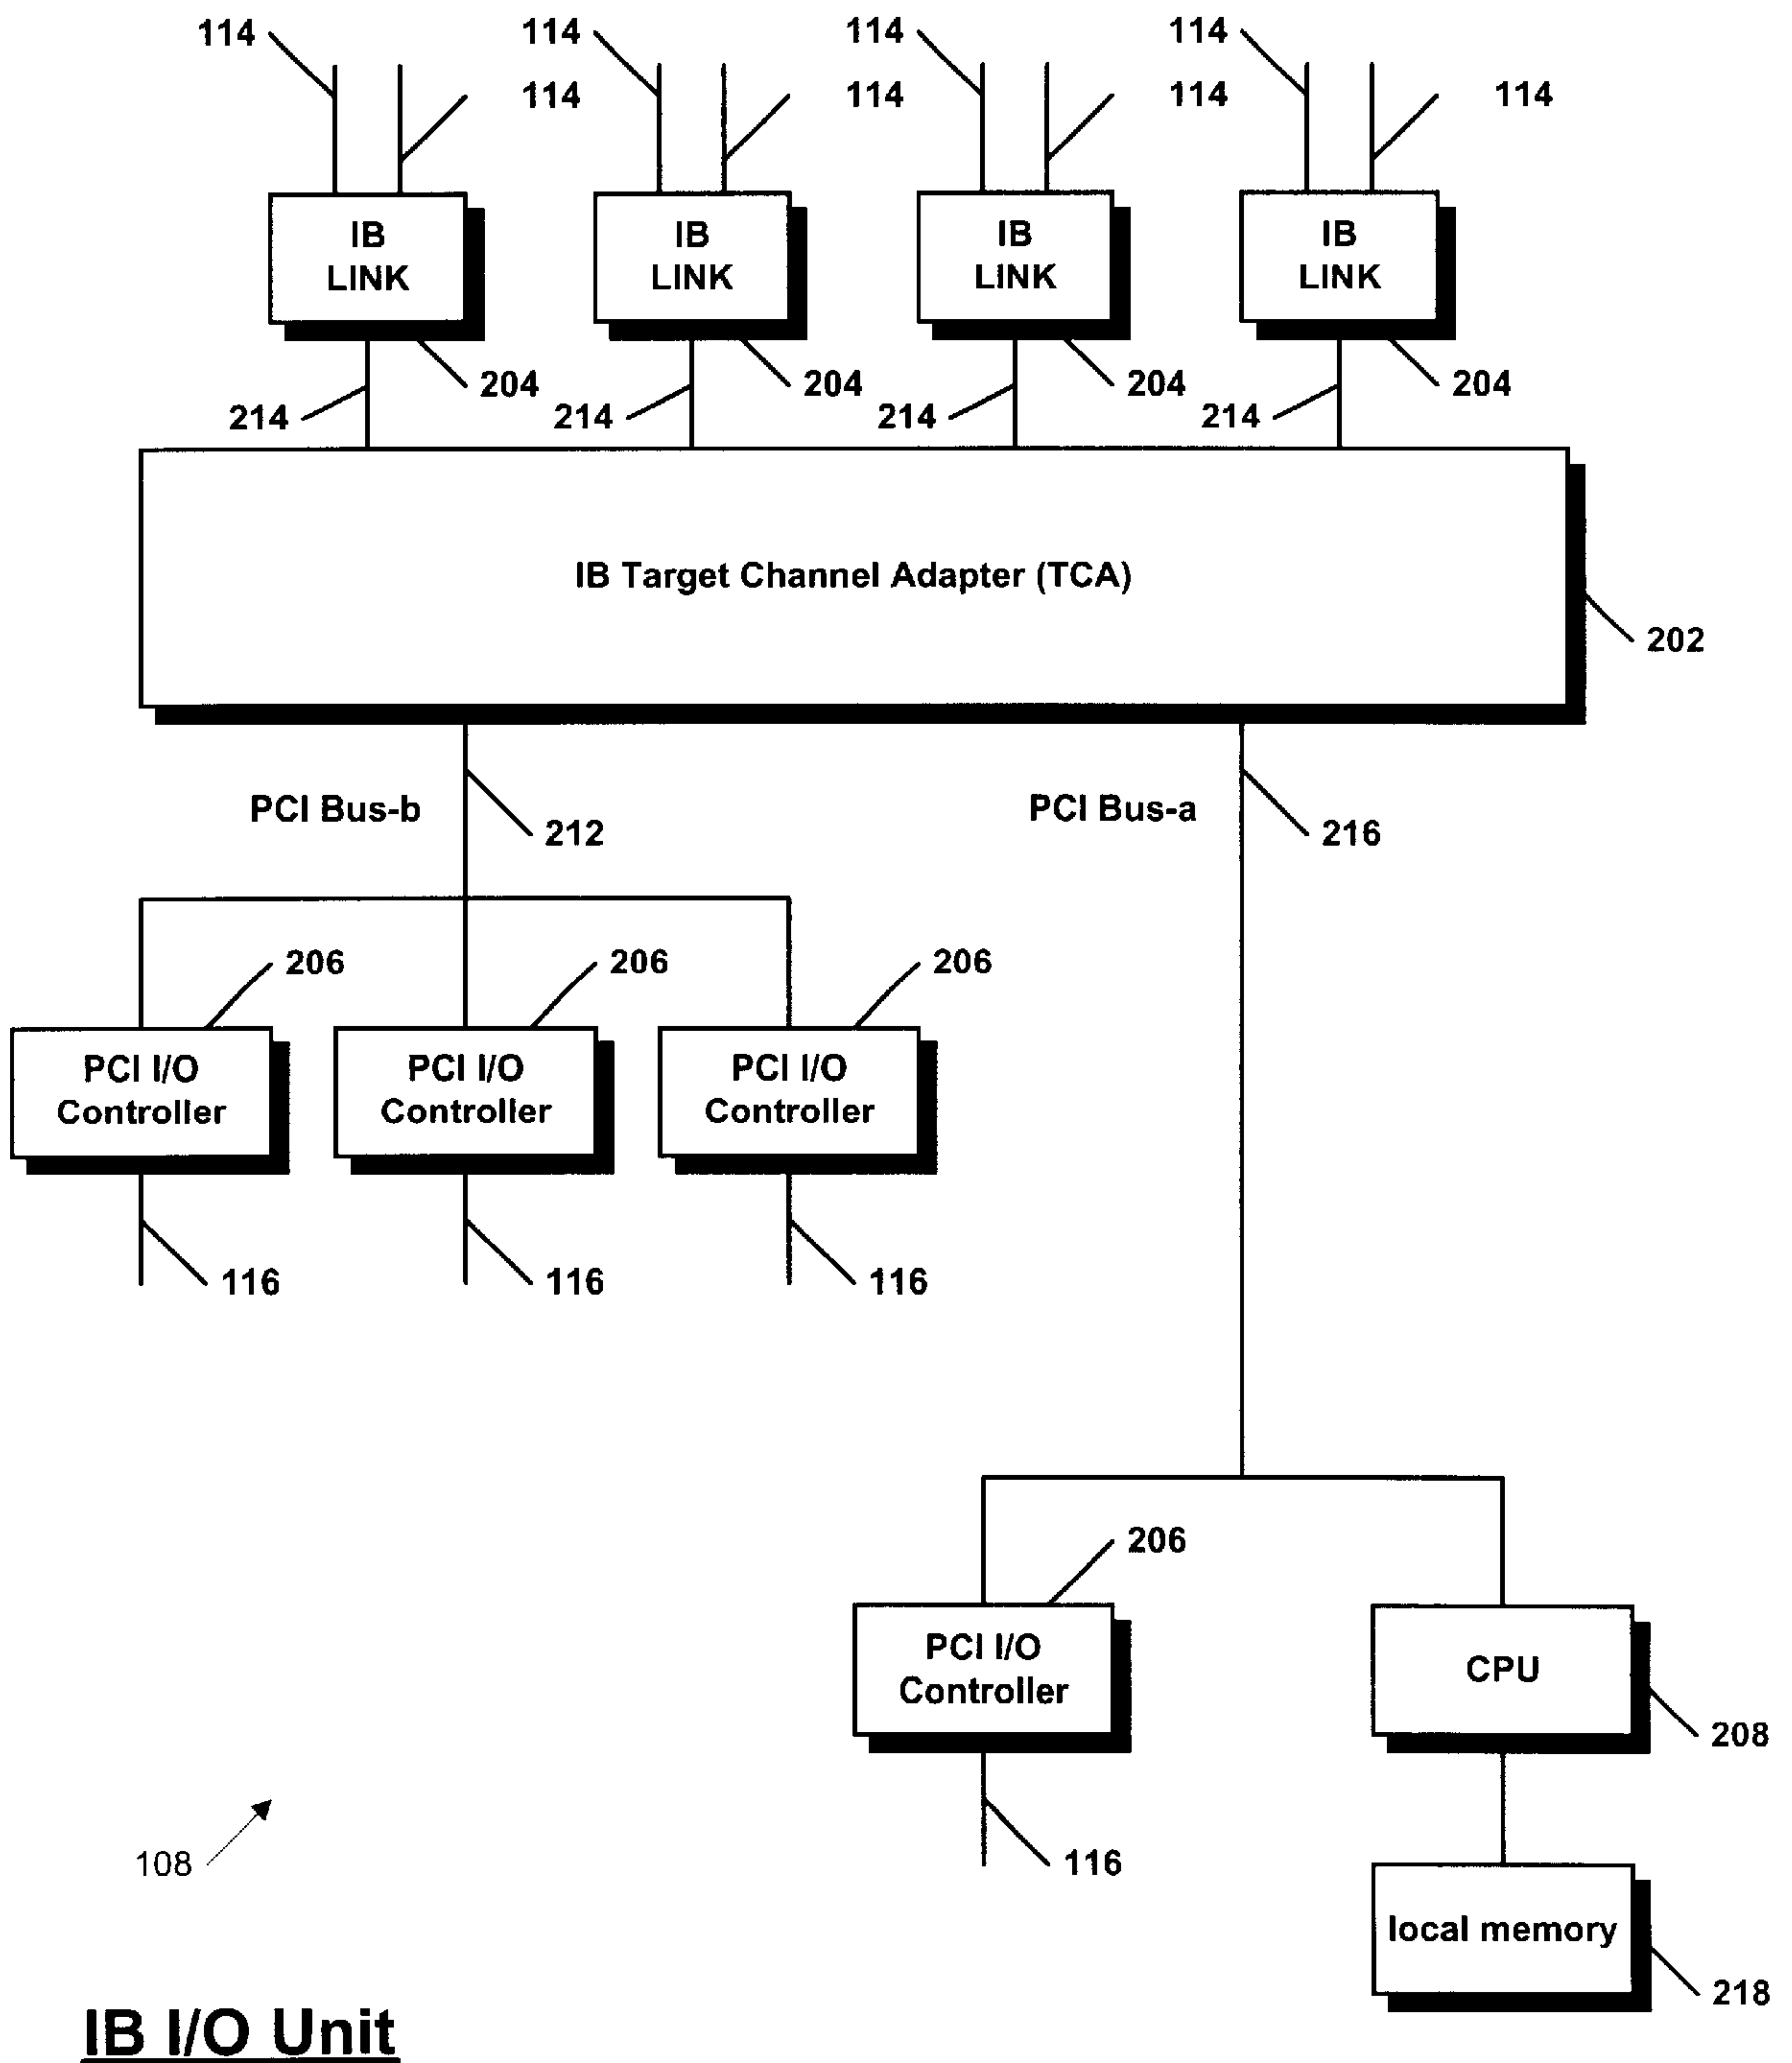 114 114 114 114
114 114 114 114
IB LINK
IB LINK
IB LINK
IB LINK
204 204 204 204
214 214 214 214
IB Target Channel Adapter (TCA)
202
PCI Bus-b
212
PCI Bus-a
216
206 206 206
PCI I/O
Controller
PCI I/O
Controller
PCI I/O
Controller
116 116 116
206
PCI I/O
Controller
CPU
208
116
108
local memory
218
IB I/O Unit